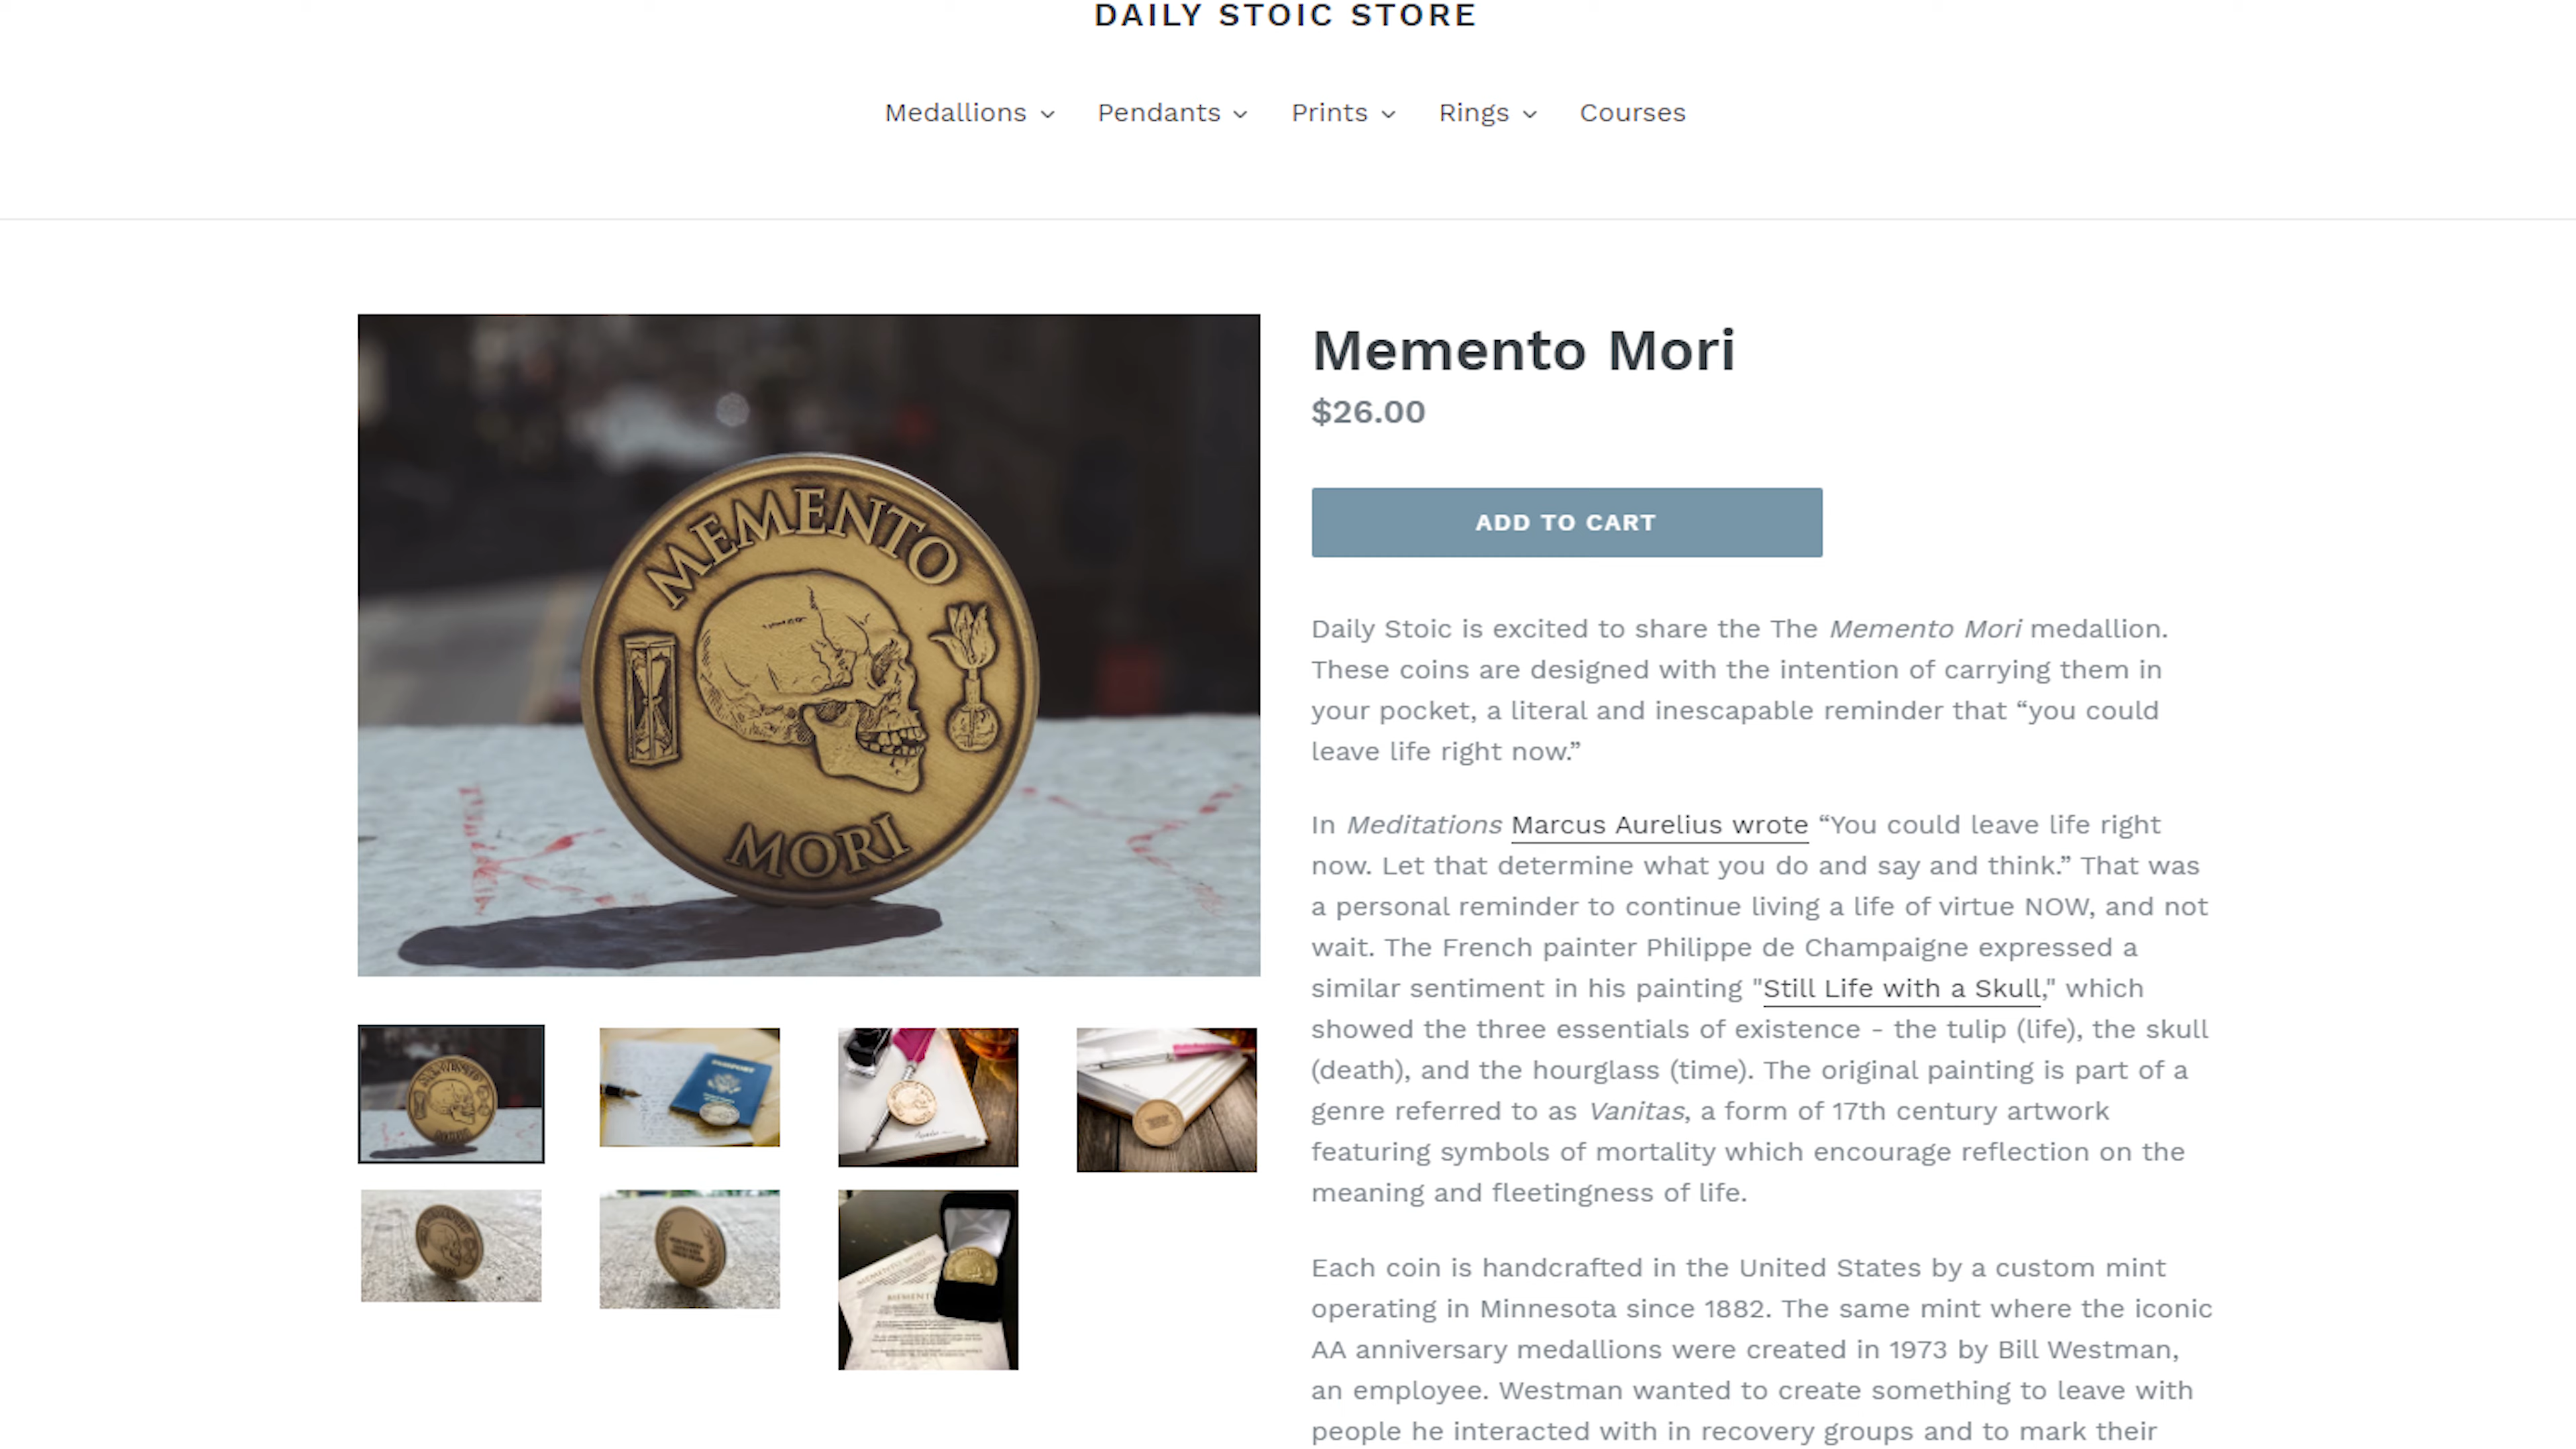 DAILY STOIC STORE
Medallions Pendants Prints Rings Courses
MEMENTO
MORI
Memento Mori
$26.00
ADD TO CART
Daily Stoic is excited to share the The Memento Mori medallion.
These coins are designed with the intention of carrying them in
your pocket, a literal and inescapable reminder that “you could
leave life right now.”
In Meditations Marcus Aurelius wrote “You could leave life right
now. Let that determine what you do and say and think.” That was
a personal reminder to continue living a life of virtue NOW, and not
wait. The French painter Philippe de Champaigne expressed a
similar sentiment in his painting "Still Life with a Skull," which
showed the three essentials of existence - the tulip (life), the skull
(death), and the hourglass (time). The original painting is part of a
genre referred to as Vanitas, a form of 17th century artwork
featuring symbols of mortality which encourage reflection on the
meaning and fleetingness of life.
Each coin is handcrafted in the United States by a custom mint
operating in Minnesota since 1882. The same mint where the iconic
AA anniversary medallions were created in 1973 by Bill Westman,
an employee. Westman wanted to create something to leave with
people he interacted with in recovery groups and to mark their
PASSPORT